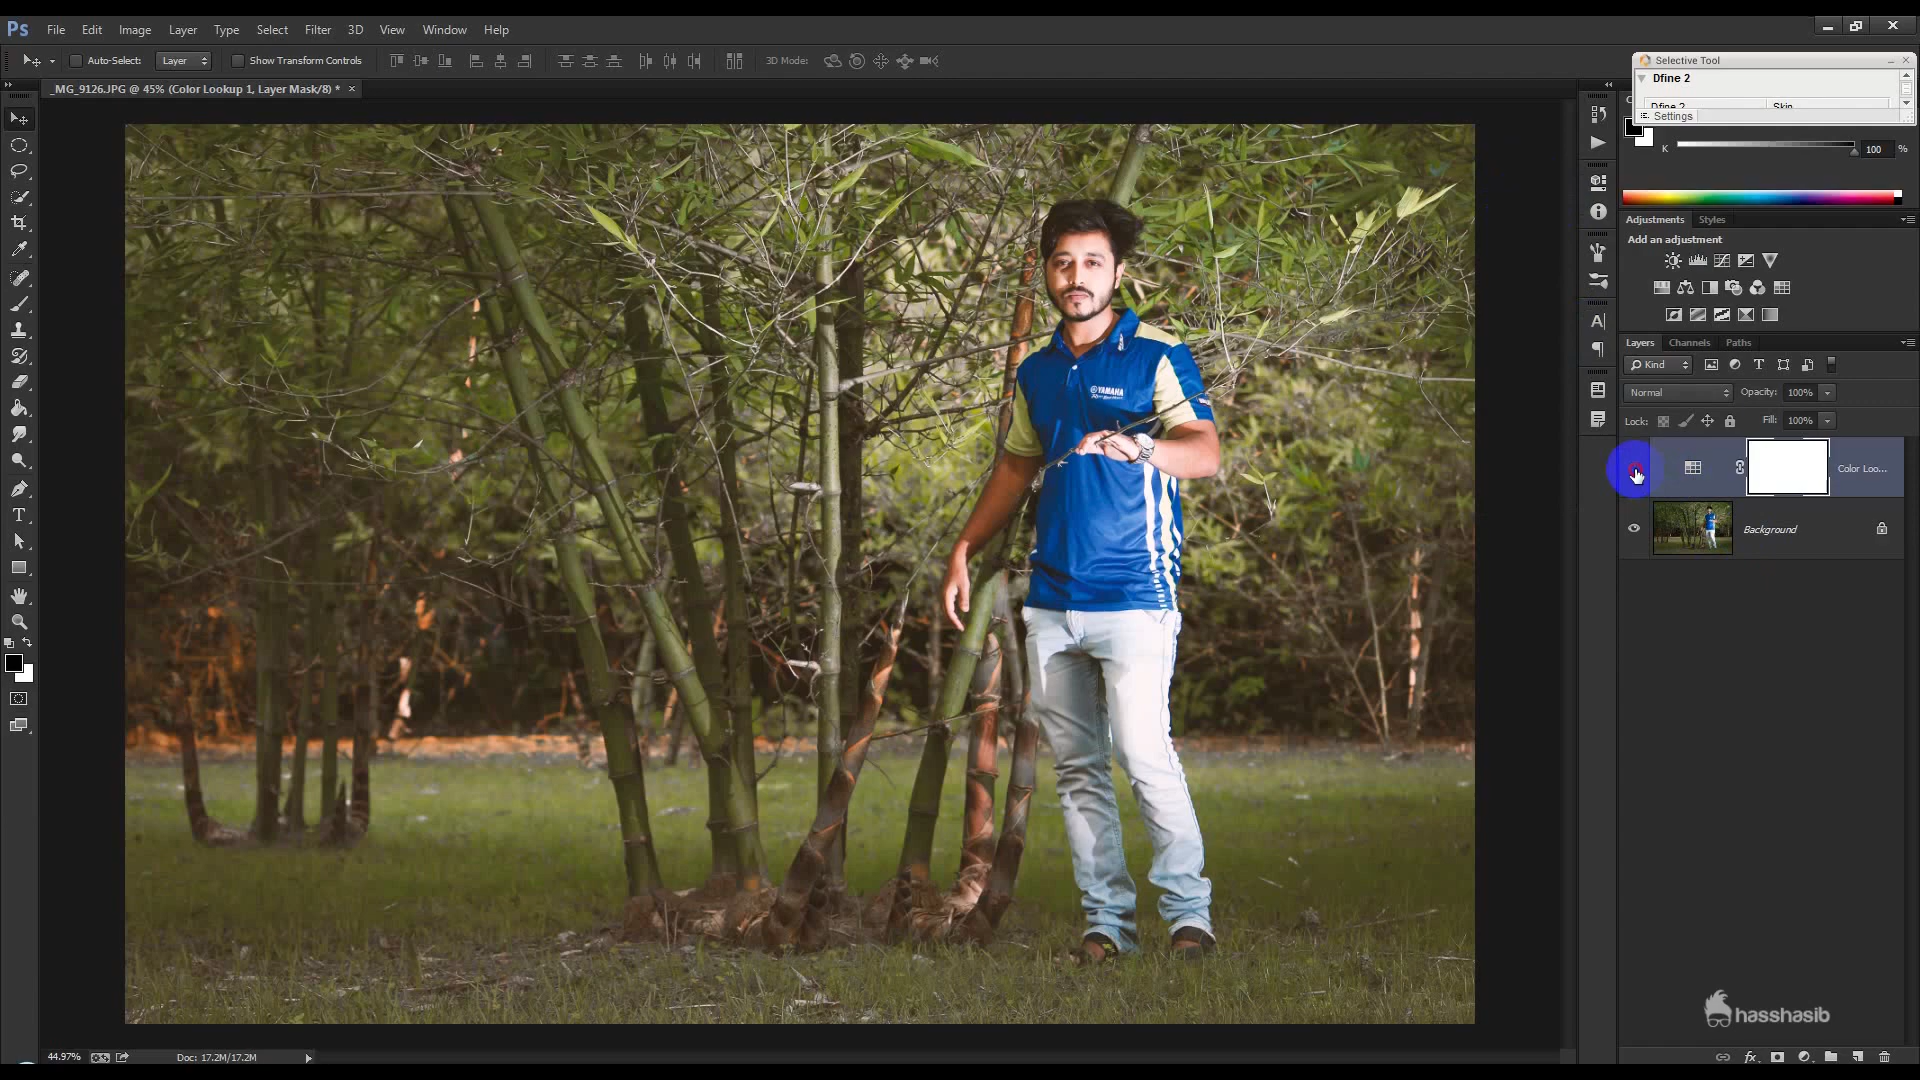 Ps File Edit Image Layer Type Select Filter 3D View Window Help
Auto-Select: Layer Show Transform Controls 3D Mode:
Selective Tool
Dfine 2
Dfine 2 Skin
Settings
_MG_9126.JPG @ 45% (Color Lookup 1, Layer Mask/8) *
K 100 %
Adjustments Styles
Add an adjustment
Layers Channels Paths
Kind
Normal Opacity: 100%
Lock: Fill: 100%
Color Loo...
Background
YAMAHA
hasshasib
44.97% Doc: 17.2M/17.2M